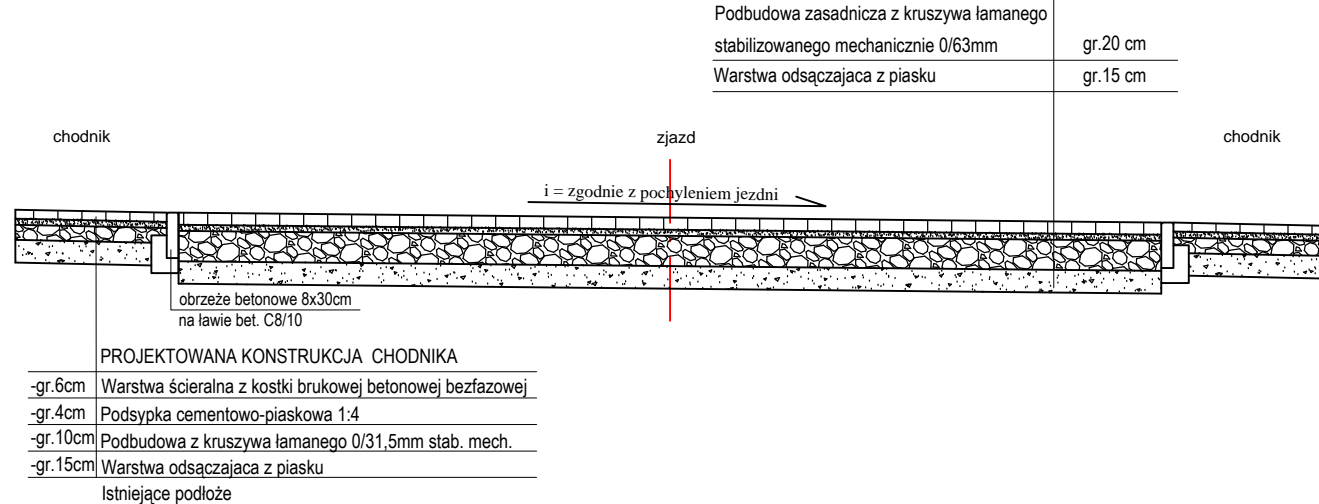 Podbudowa zasadnicza z kruszywa łamanego
stabilizowanego mechanicznie 0/63mm gr.20 cm
Warstwa odsączajaca z piasku gr.15 cm
chodnik zjazd chodnik
i = zgodnie z pochyleniem jezdni
obrzeże betonowe 8x30cm
na ławie bet. C8/10
PROJEKTOWANA KONSTRUKCJA CHODNIKA
-gr.6cm Warstwa ścieralna z kostki brukowej betonowej bezfazowej
-gr.4cm Podsypka cementowo-piaskowa 1:4
-gr.10cm Podbudowa z kruszywa łamanego 0/31,5mm stab. mech.
-gr.15cm Warstwa odsączajaca z piasku
Istniejące podłoże